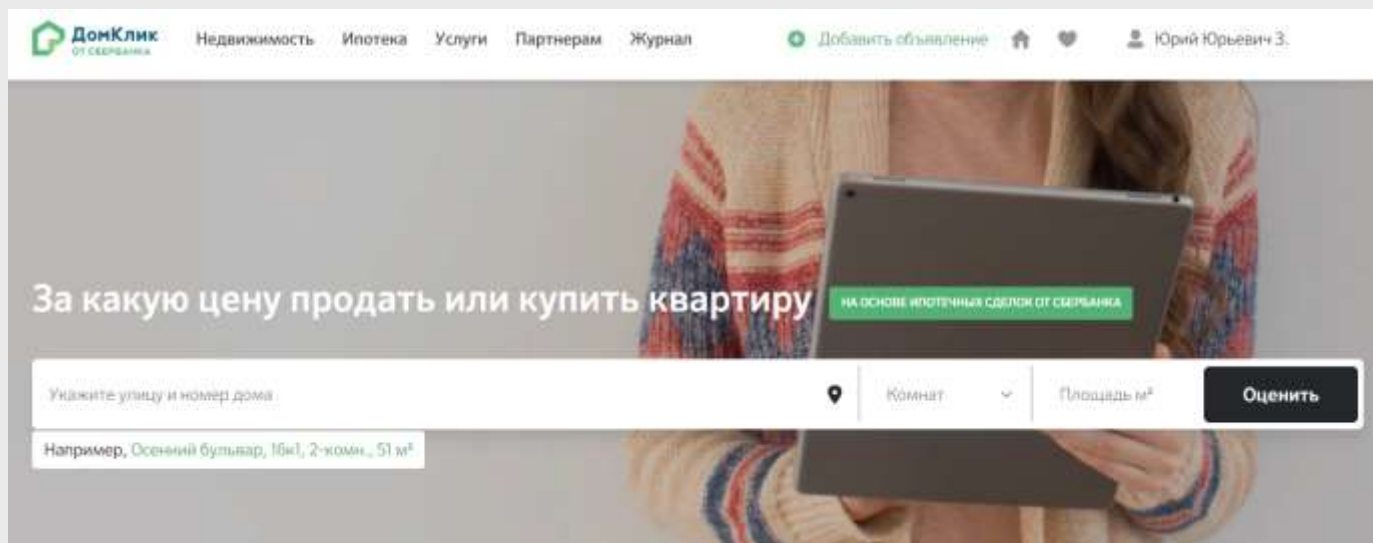 ДомКлик
ОТ СБЕРБАНКА
Недвижимость Ипотека Услуги Партнерам Журнал
Добавить объявление
Юрий Юрьевич З.
За какую цену продать или купить квартиру
НА ОСНОВЕ ИПОТЕЧНЫХ СДЕЛОК ОТ СБЕРБАНКА
Укажите улицу и номер дома
Комнат
Площадь м²
Оценить
Например, Осенний бульвар, 16к1, 2-комн., 51 м²